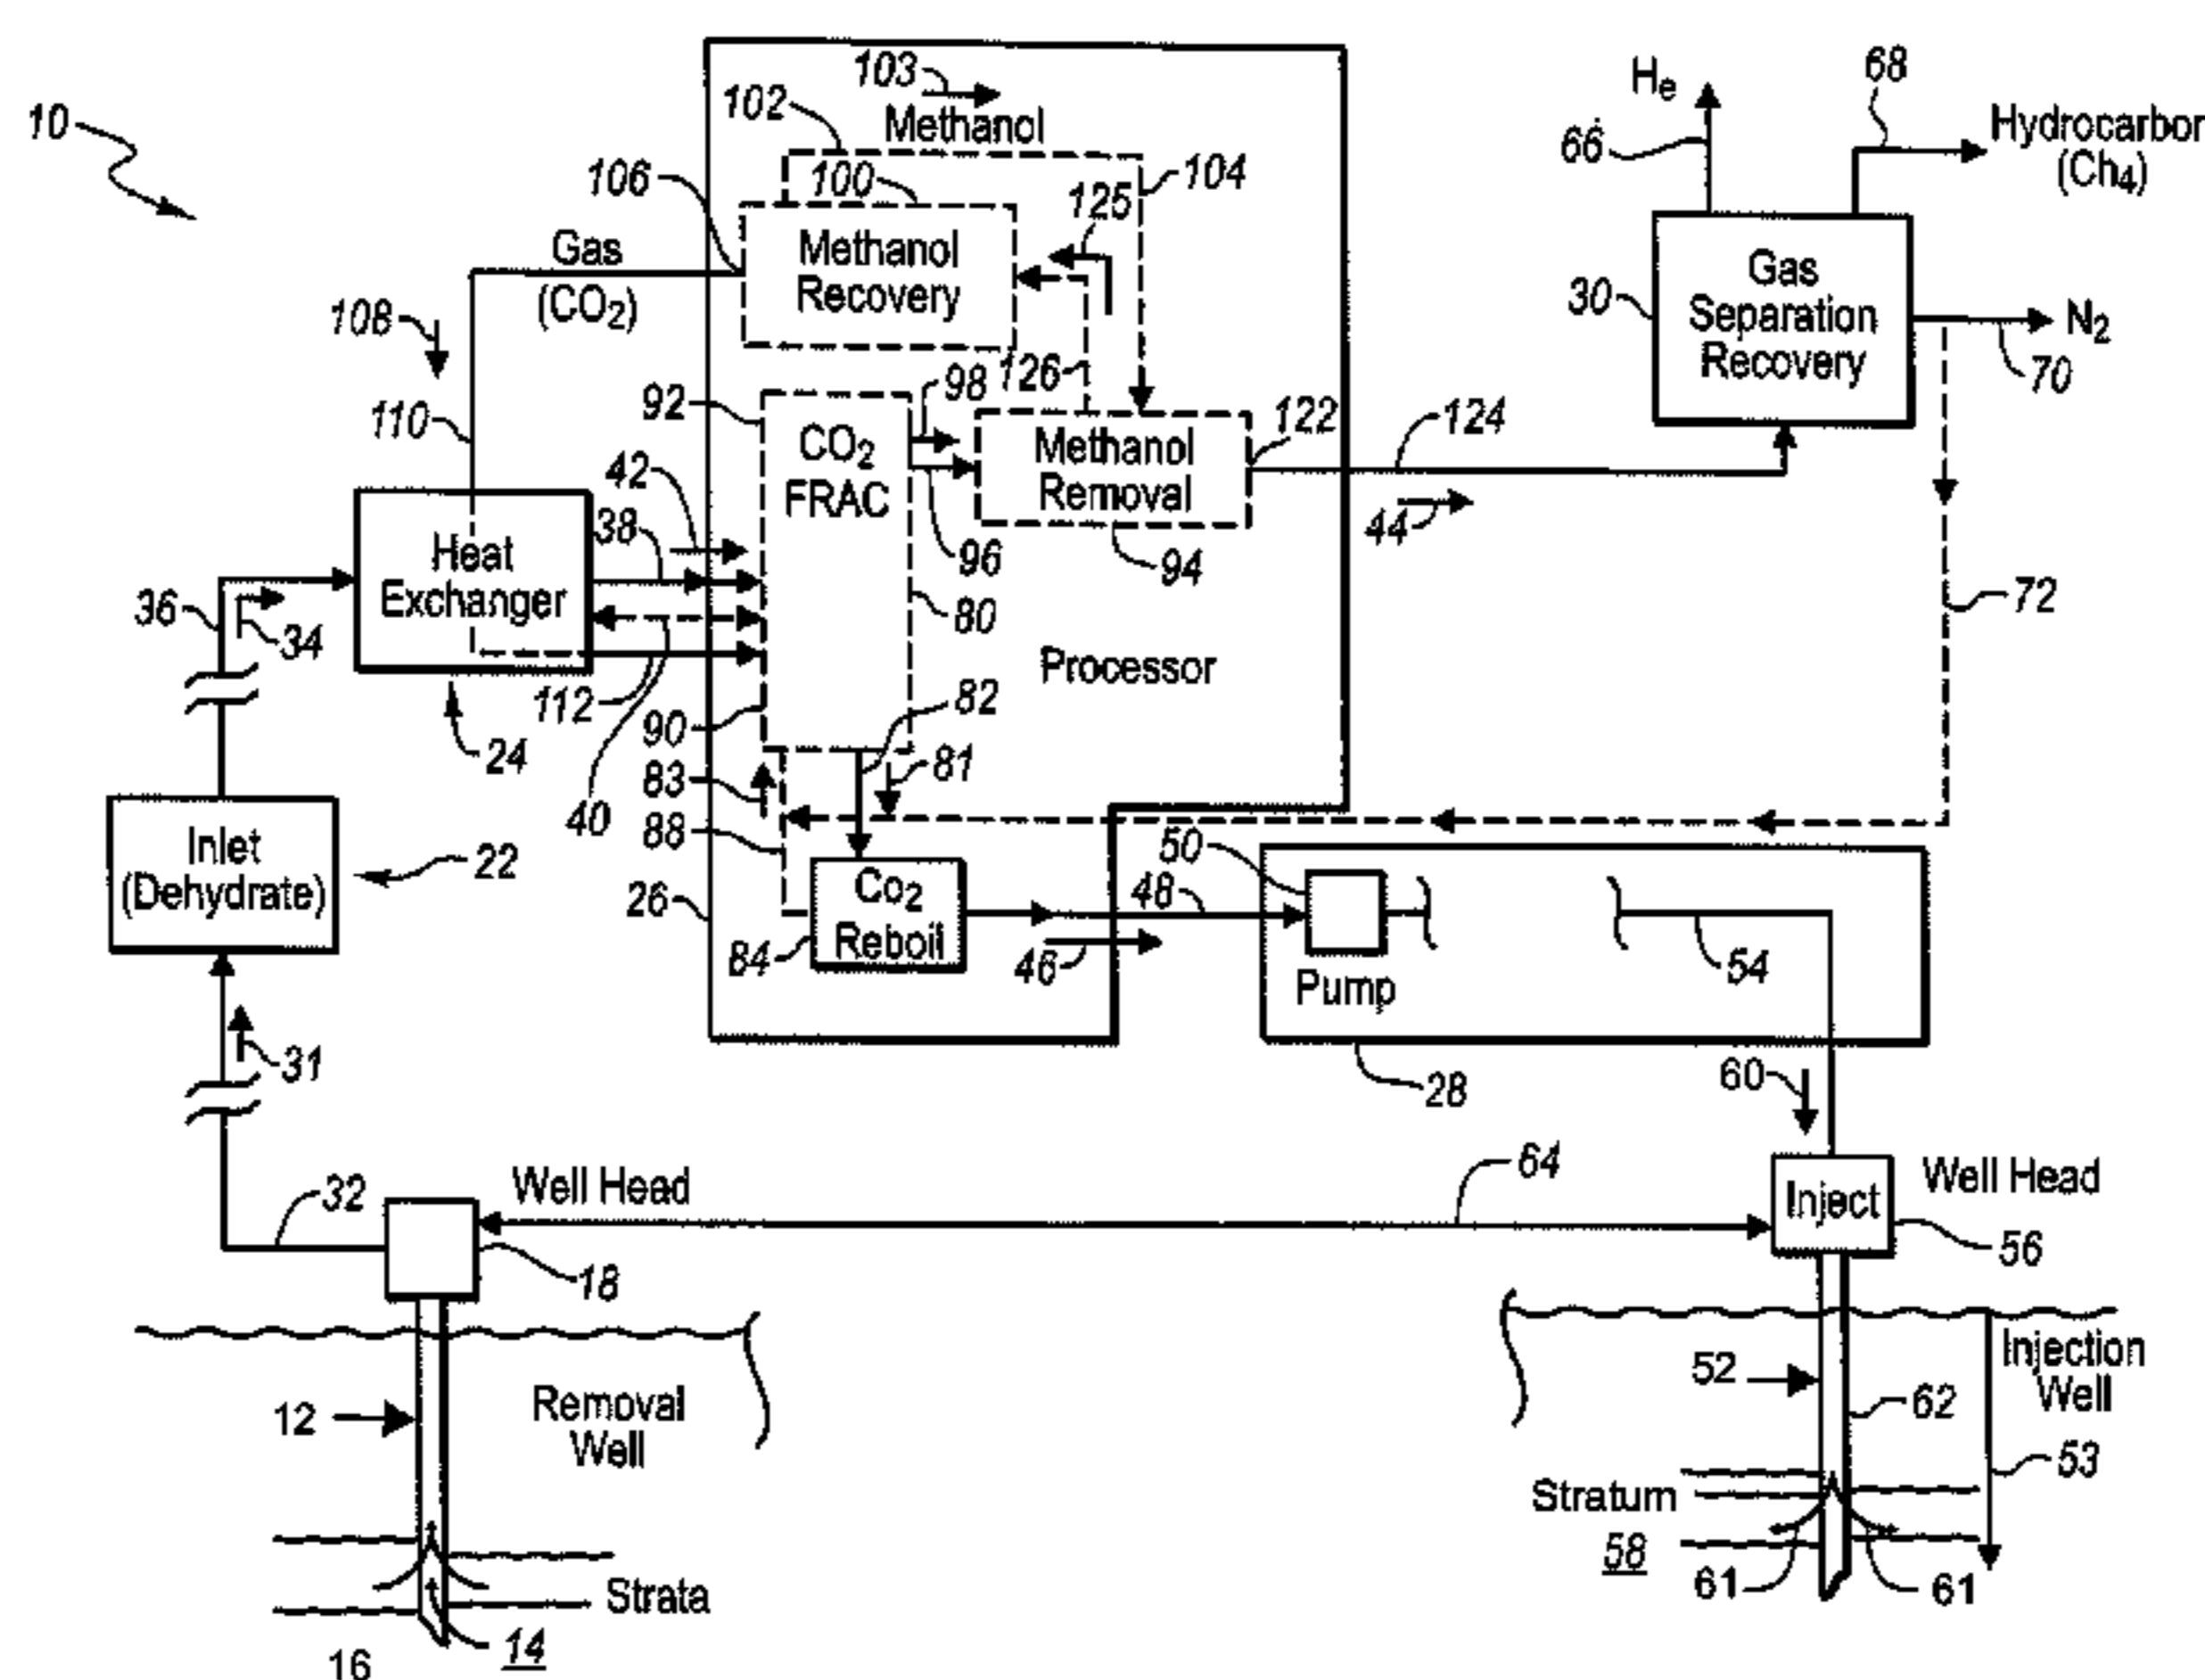 10
103
Methanol
102
100
106
104
125
Methanol
Recovery
Gas
(CO2)
108
110
126
He
66
68
Hydrocarbor
(Ch4)
30
Gas
Separation
Recovery
N2
70
92
98
CO2
FRAC
42
38
Methanol
Removal
122
124
44
96
94
36
34
Heat
Exchanger
80
72
Processor
112
90
82
24
40
83
81
88
Inlet
(Dehydrate)
22
26
Co2
Reboil
84
48
46
50
Pump
54
31
28
60
32
Well Head
64
Inject
Well Head
18
56
12
Removal
Well
52
62
Injection
Well
53
Stratum
58
61
61
Strata
14
16